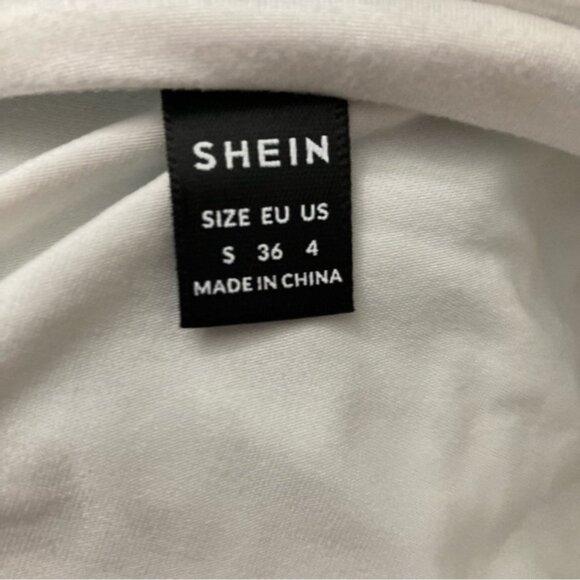 SHEIN
SIZE EU US
S 36 4
MADE IN CHINA